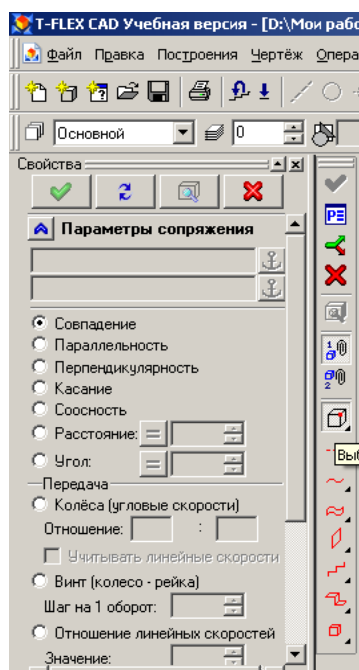 T-FLEX CAD Учебная версия - [D:\Мои рабо
Файл Правка Построения Чертёж Опера
Основной 0
Свойства
Параметры сопряжения
Совпадение
Параллельность
Перпендикулярность
Касание
Соосность
Расстояние: =
Угол: =
Передача
Колёса (угловые скорости)
Отношение: :
Учитывать линейные скорости
Винт (колесо - рейка)
Шаг на 1 оборот:
Отношение линейных скоростей
Значение:
Выб